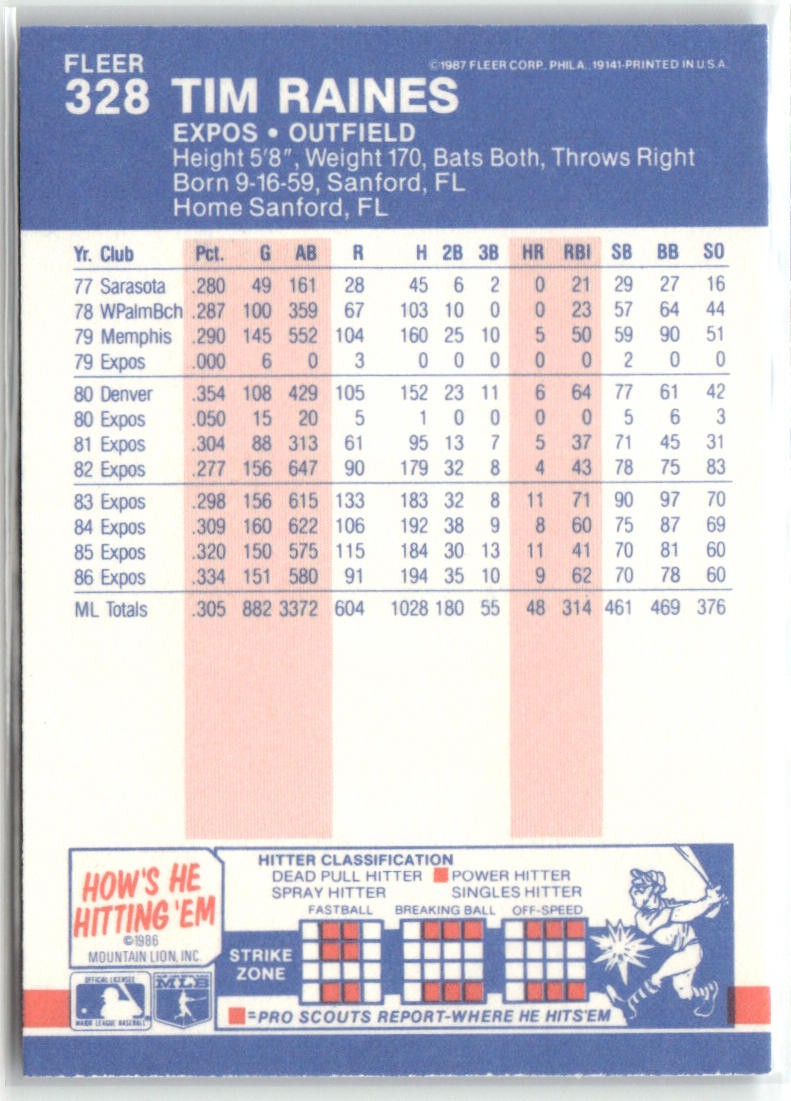 FLEER
©1987 FLEER CORP. PHILA., 19141-PRINTED IN U.S.A.
328 TIM RAINES
EXPOS • OUTFIELD
Height 5'8", Weight 170, Bats Both, Throws Right
Born 9-16-59, Sanford, FL
Home Sanford, FL
Yr. Club Pct. G AB R H 2B 3B HR RBI SB BB SO
77 Sarasota .280 49 161 28 45 6 2 0 21 29 27 16
78 WPalmBch .287 100 359 67 103 10 0 0 23 57 64 44
79 Memphis .290 145 552 104 160 25 10 5 50 59 90 51
79 Expos .000 6 0 3 0 0 0 0 0 2 0 0
80 Denver .354 108 429 105 152 23 11 6 64 77 61 42
80 Expos .050 15 20 5 1 0 0 0 0 5 6 3
81 Expos .304 88 313 61 95 13 7 5 37 71 45 31
82 Expos .277 156 647 90 179 32 8 4 43 78 75 83
83 Expos .298 156 615 133 183 32 8 11 71 90 97 70
84 Expos .309 160 622 106 192 38 9 8 60 75 87 69
85 Expos .320 150 575 115 184 30 13 11 41 70 81 60
86 Expos .334 151 580 91 194 35 10 9 62 70 78 60
ML Totals .305 882 3372 604 1028 180 55 48 314 461 469 376
HOW'S HE
HITTING 'EM
©1986
MOUNTAIN LION, INC.
HITTER CLASSIFICATION
DEAD PULL HITTER POWER HITTER
SPRAY HITTER SINGLES HITTER
FASTBALL BREAKING BALL OFF-SPEED
STRIKE
ZONE
=PRO SCOUTS REPORT-WHERE HE HITS'EM
OFFICIAL LICENSEE
MAJOR LEAGUE BASEBALL
MLB